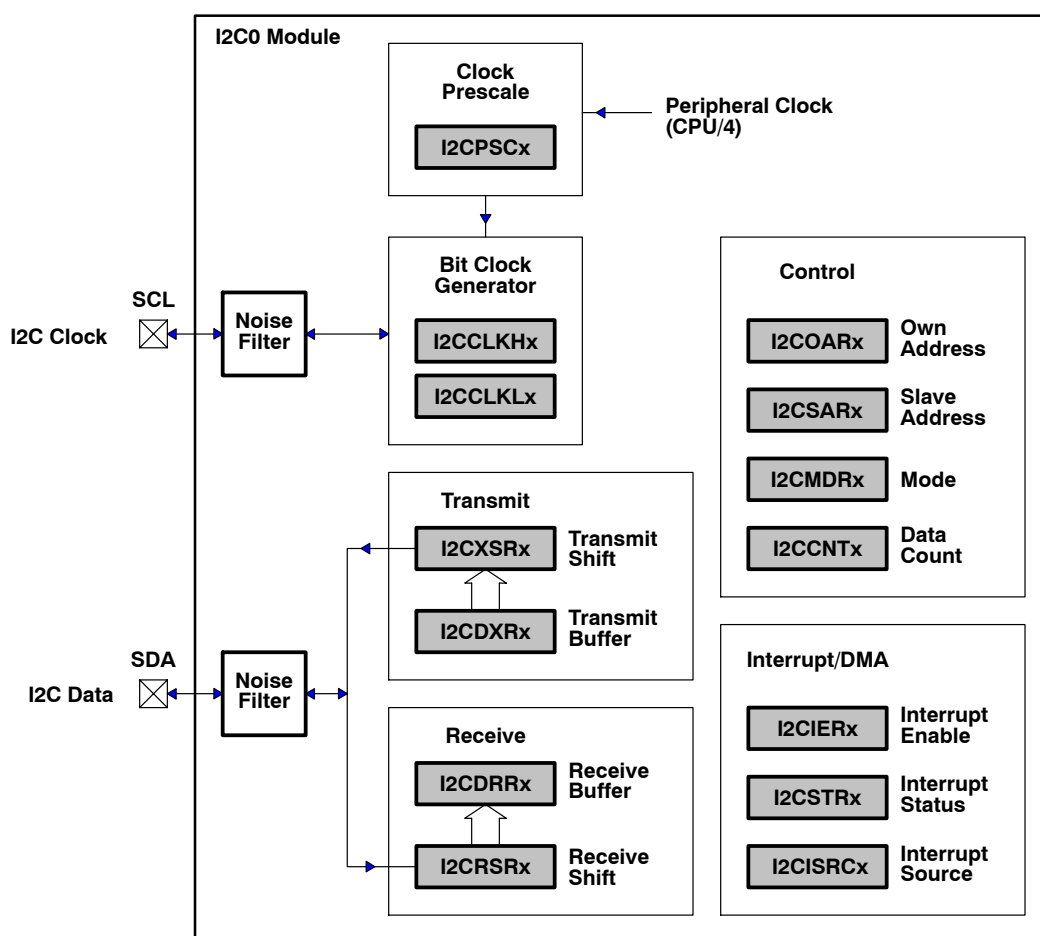 I2C0 Module
Clock
Prescale
I2CPSCx
Peripheral Clock
(CPU/4)
Bit Clock
Generator
I2CCLKHx
I2CCLKLx
SCL
I2C Clock
Noise
Filter
Control
I2COARx
Own
Address
I2CSARx
Slave
Address
I2CMDRx
Mode
I2CCNTx
Data
Count
Transmit
I2CXSRx
Transmit
Shift
I2CDXRx
Transmit
Buffer
SDA
I2C Data
Noise
Filter
Receive
I2CDRRx
Receive
Buffer
I2CRSRx
Receive
Shift
Interrupt/DMA
I2CIERx
Interrupt
Enable
I2CSTRx
Interrupt
Status
I2CISRCx
Interrupt
Source